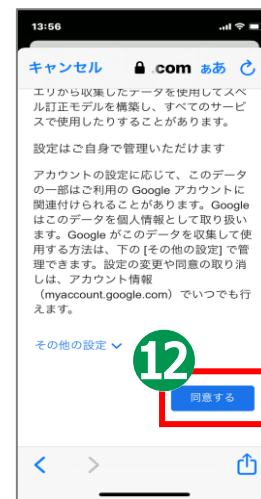 13:56
キャンセル
.com ああ
エリから収集したデータを使用してスペ
ル訂正モデルを構築し、すべてのサービ
スで使用したりすることがあります。
設定はご自身で管理いただけます
アカウントの設定に応じて、このデータ
の一部はご利用の Google アカウントに
関連付けられることがあります。Google
はこのデータを個人情報として取り扱い
ます。Google がこのデータを収集して使
用する方法は、下の [その他の設定] で管
理できます。設定の変更や同意の取り消
しは、アカウント情報
（myaccount.google.com）でいつでも行
えます。
その他の設定
12
同意する